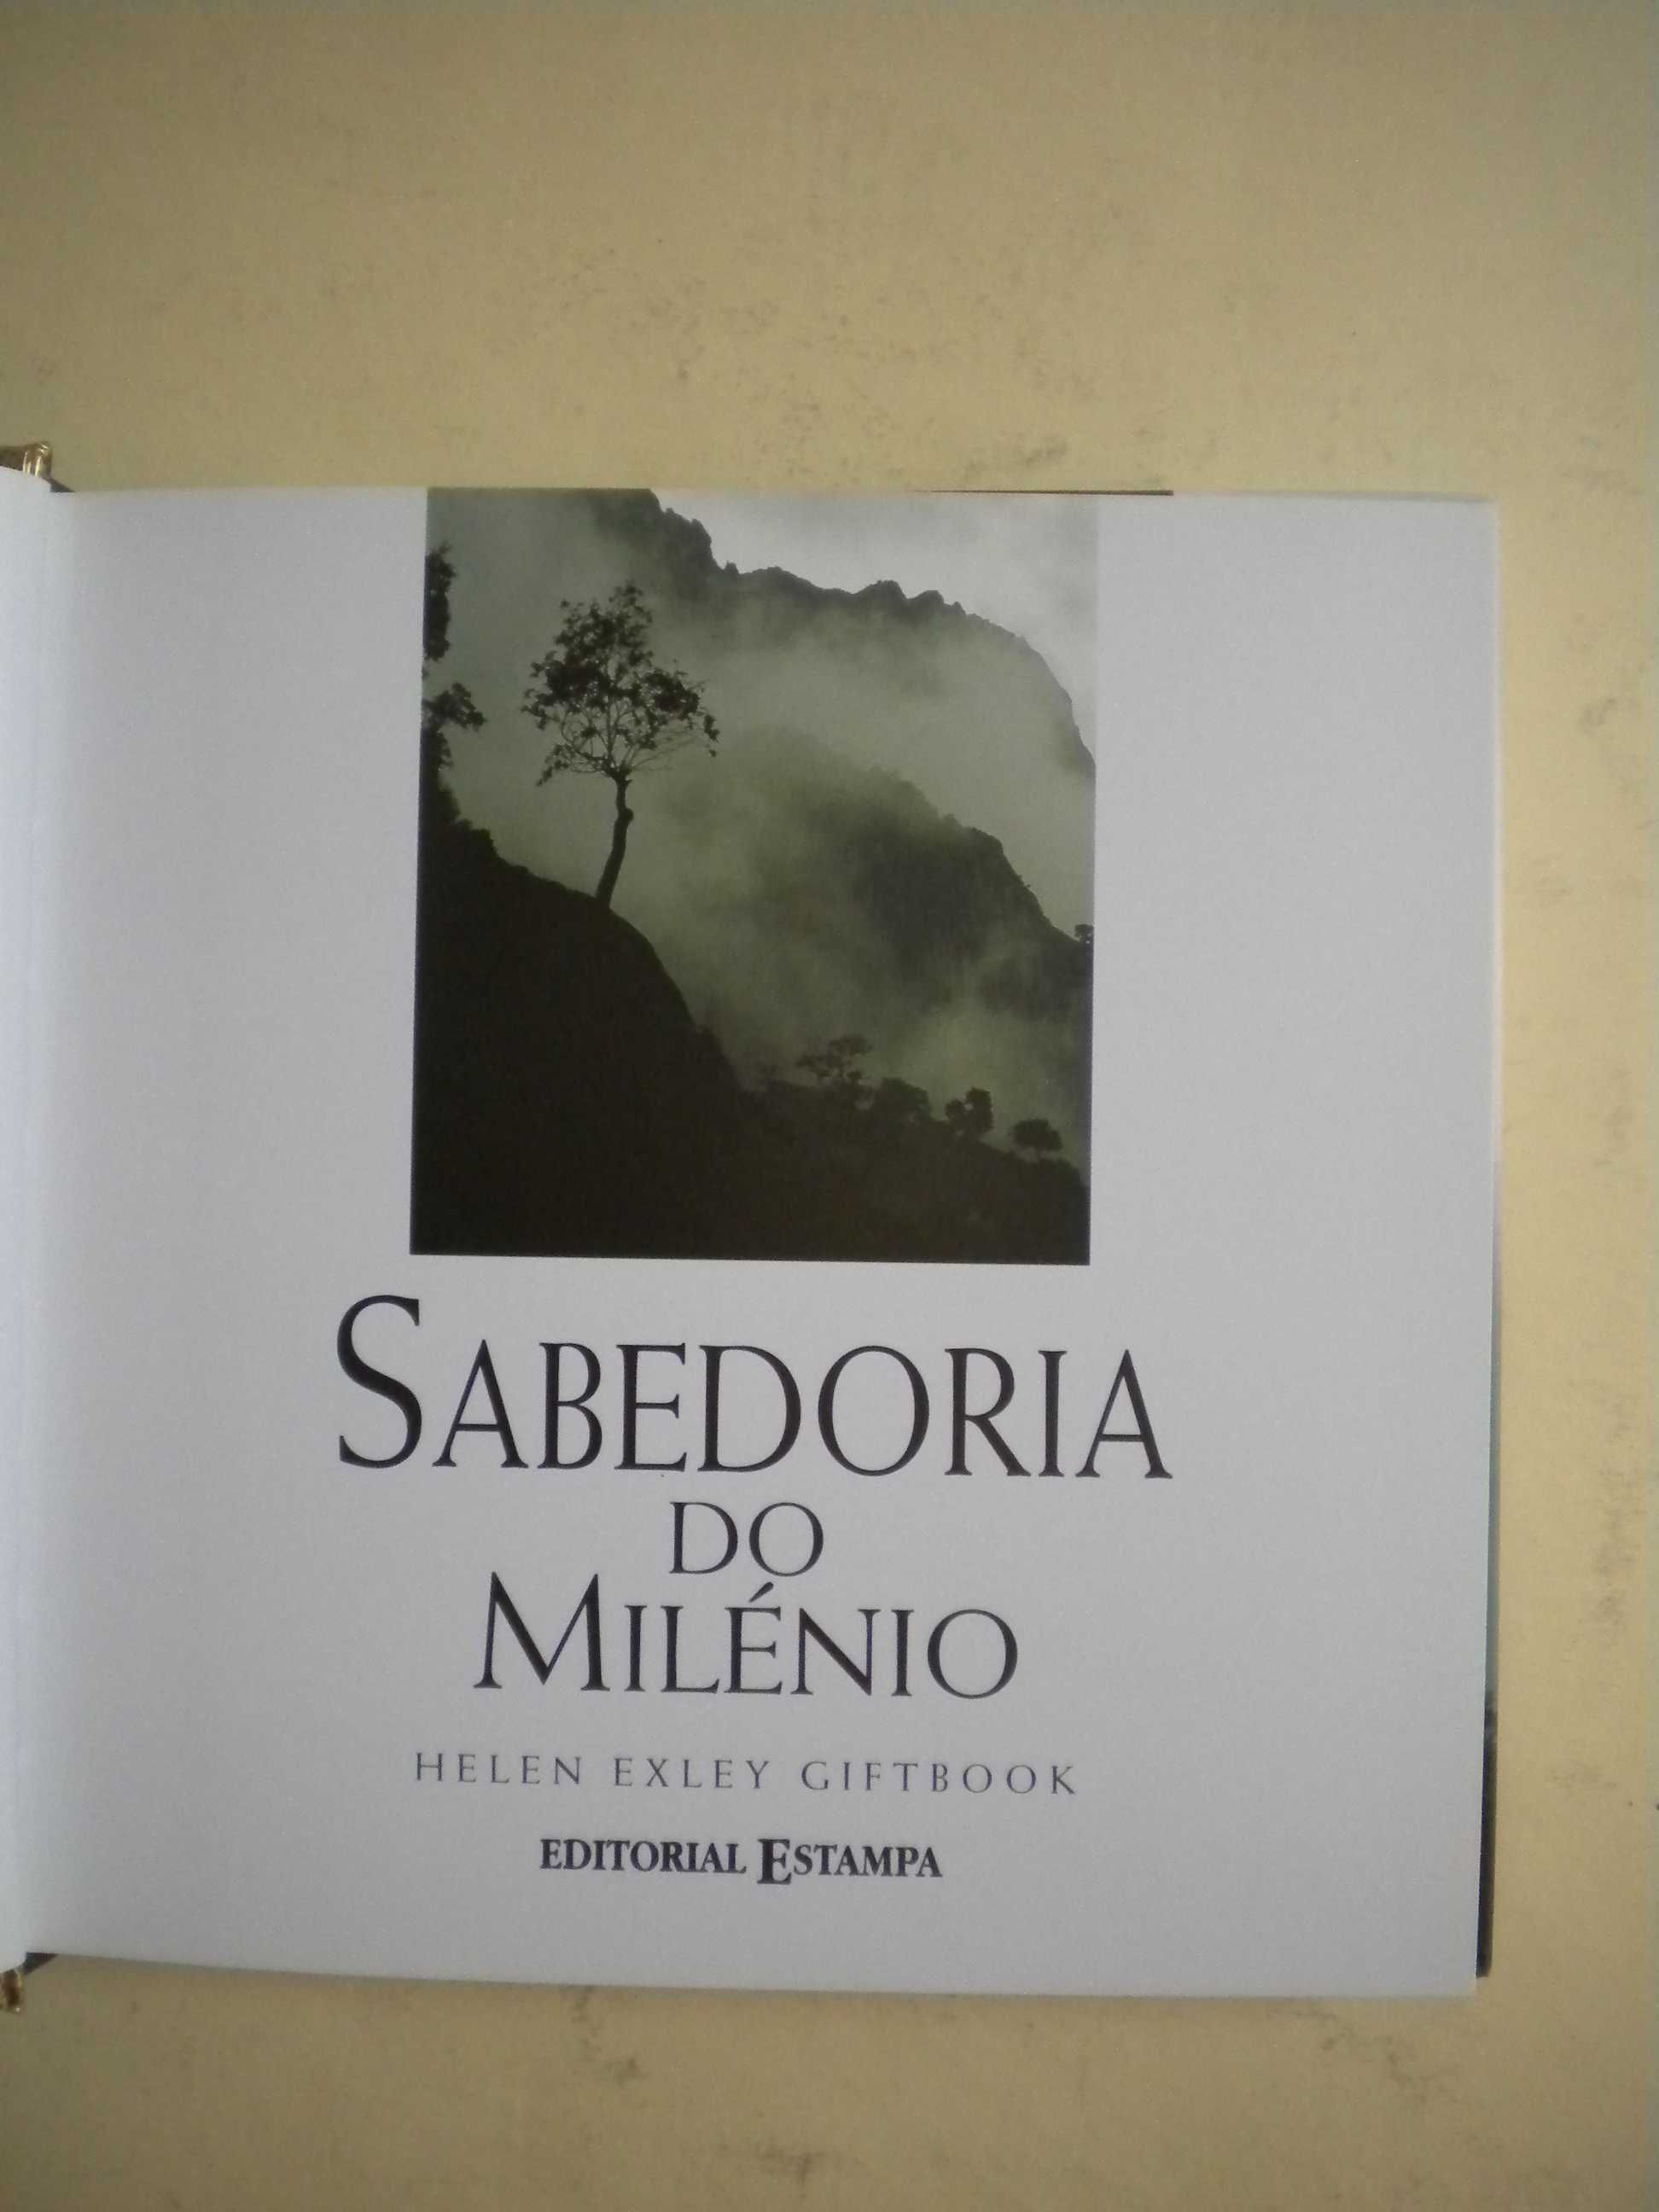 SABEDORIA
DO
MILÉNIO
HELEN EXLEY GIFTBOOK
EDITORIAL ESTAMPA